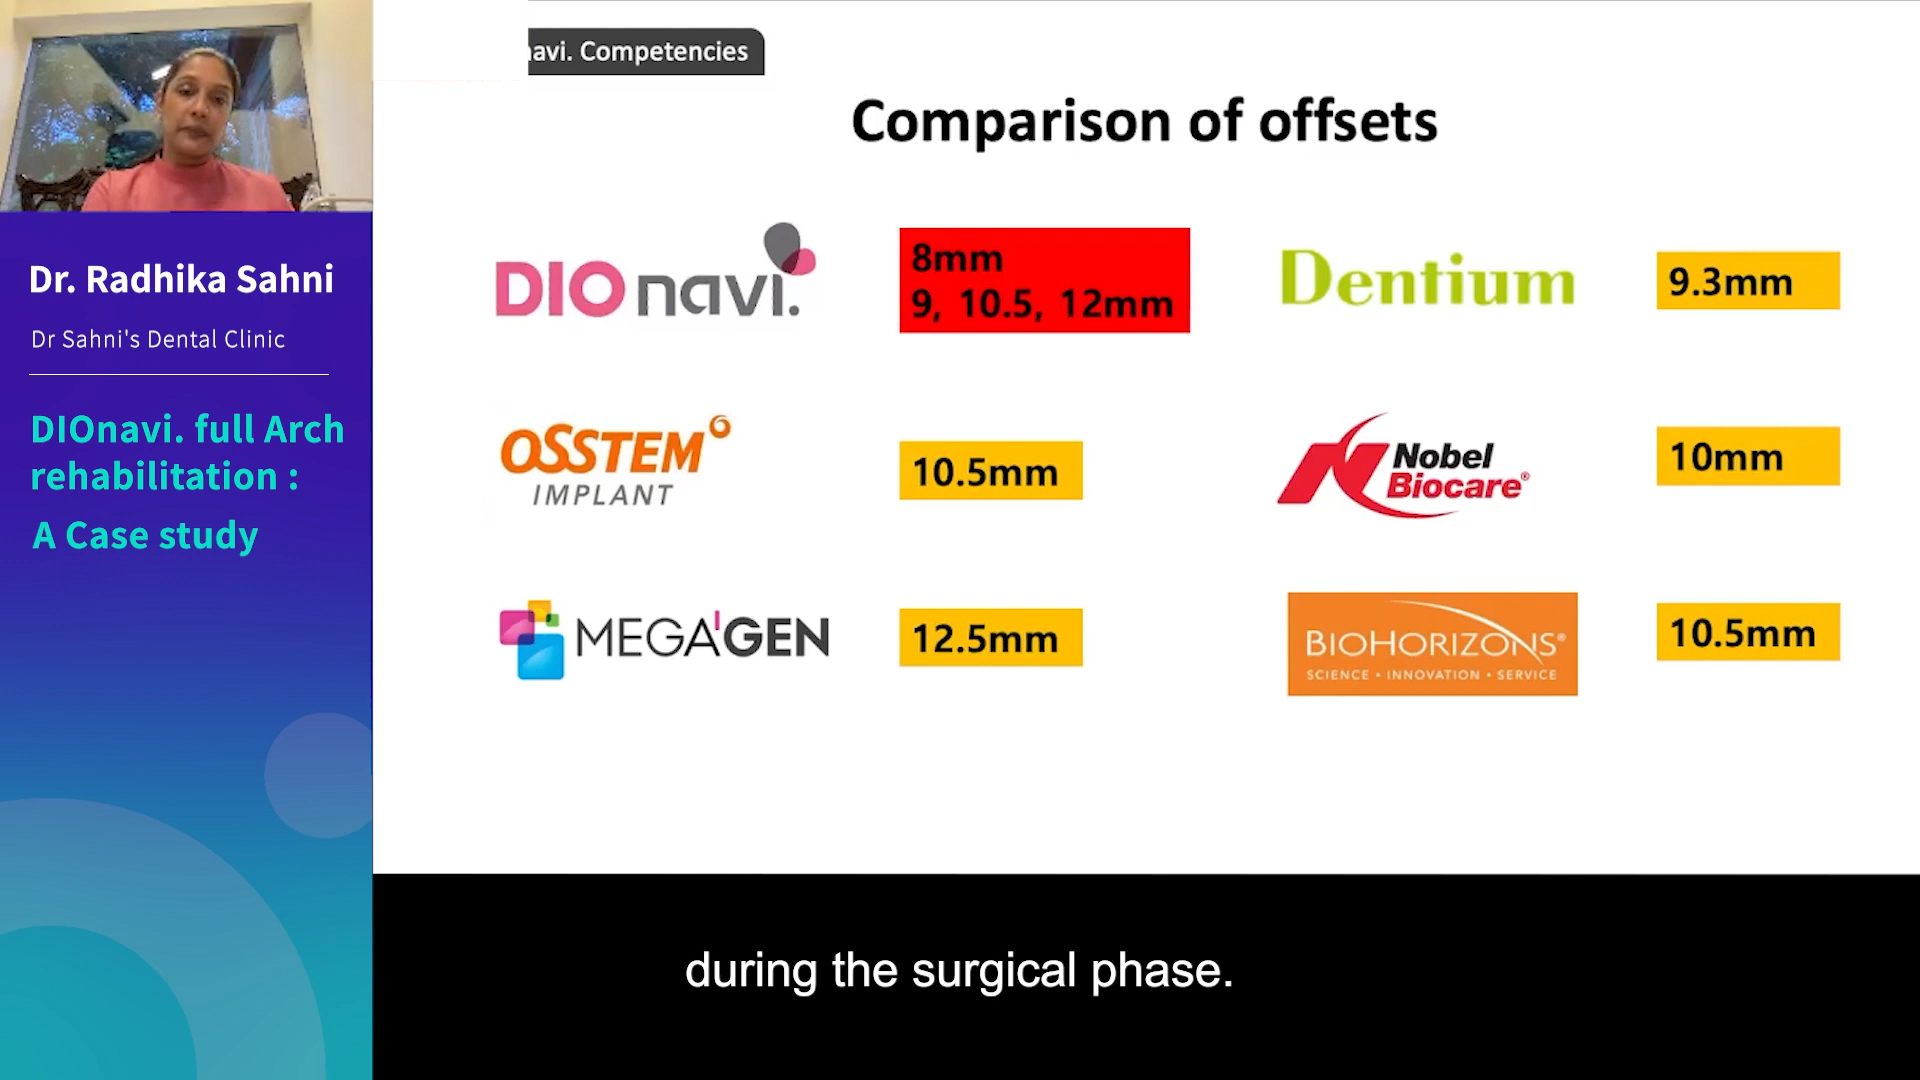 Dr. Radhika Sahni
Dr Sahni's Dental Clinic
DIOnavi. full Arch
rehabilitation :
A Case study
navi. Competencies
Comparison of offsets
DIO navi.
8mm
9, 10.5, 12mm
Dentium
9.3mm
OSSTEM
IMPLANT
10.5mm
Nobel
Biocare®
10mm
MEGA'GEN
12.5mm
BIOHORIZONS®
SCIENCE • INNOVATION • SERVICE
10.5mm
during the surgical phase.